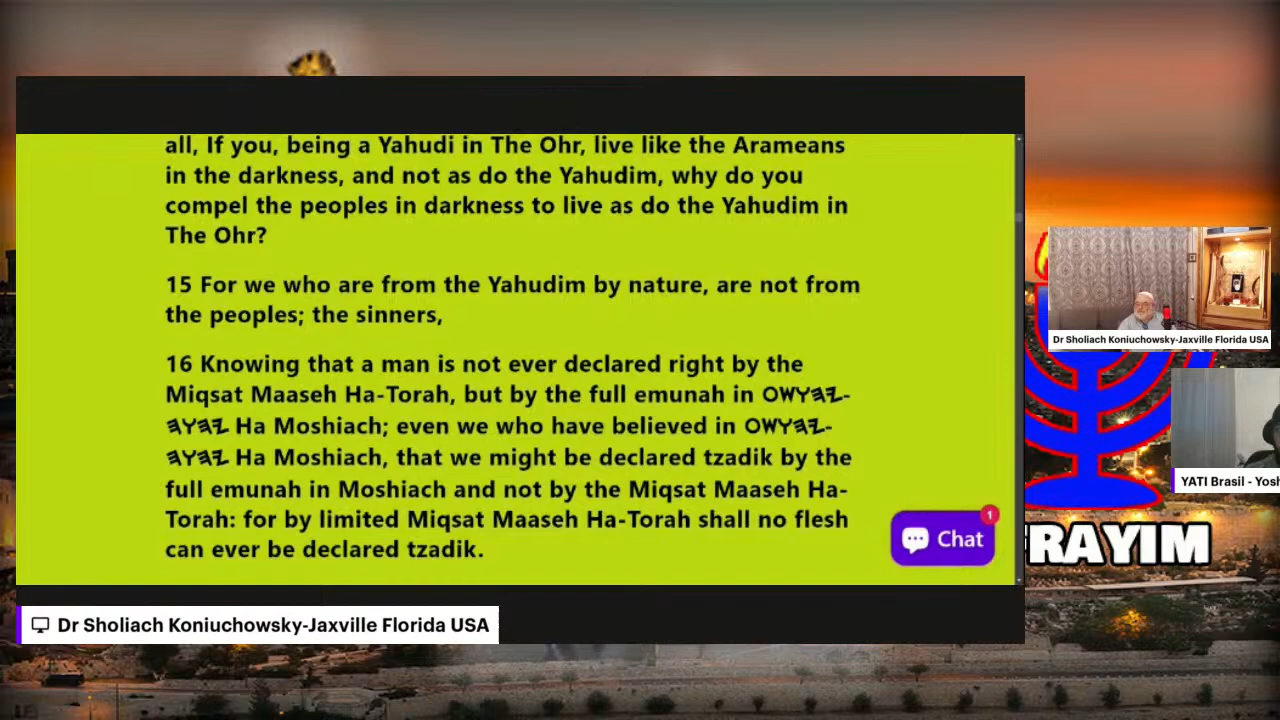 all, If you, being a Yahudi in The Ohr, live like the Arameans
in the darkness, and not as do the Yahudim, why do you
compel the peoples in darkness to live as do the Yahudim in
The Ohr?
15 For we who are from the Yahudim by nature, are not from
the peoples; the sinners,
16 Knowing that a man is not ever declared right by the
Miqsat Maaseh Ha-Torah, but by the full emunah in 𐤉𐤄𐤅𐤔𐤏-
𐤉𐤄𐤅𐤄 Ha Moshiach; even we who have believed in 𐤉𐤄𐤅𐤔𐤏-
𐤉𐤄𐤅𐤄 Ha Moshiach, that we might be declared tzadik by the
full emunah in Moshiach and not by the Miqsat Maaseh Ha-
Torah: for by limited Miqsat Maaseh Ha-Torah shall no flesh
can ever be declared tzadik.
Chat
1
Dr Sholiach Koniuchowsky-Jaxville Florida USA
Dr Sholiach Koniuchowsky-Jaxville Florida USA
YATI Brasil - Yosh
FRAYIM